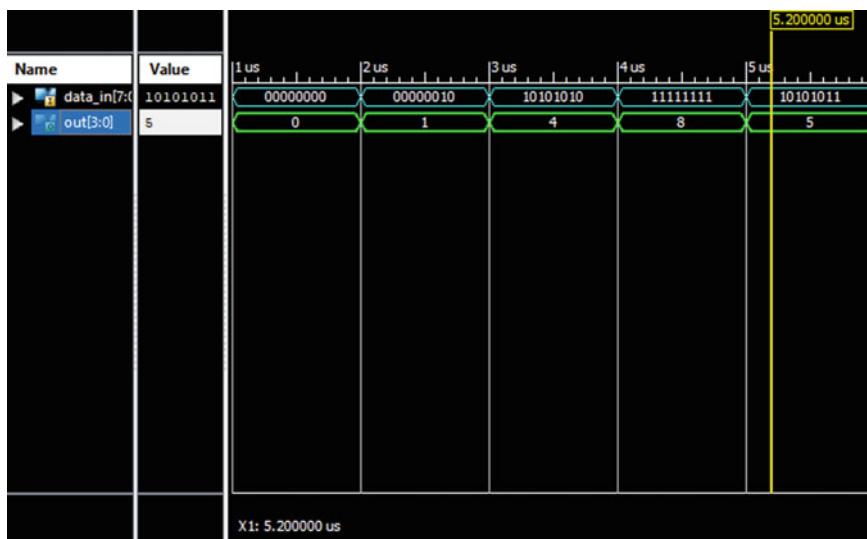 5.200000 us
Name Value 1 us 2 us 3 us 4 us 5 us
data_in[7:0 10101011 00000000 00000010 10101010 11111111 10101011
out[3:0] 5 0 1 4 8 5
X1: 5.200000 us